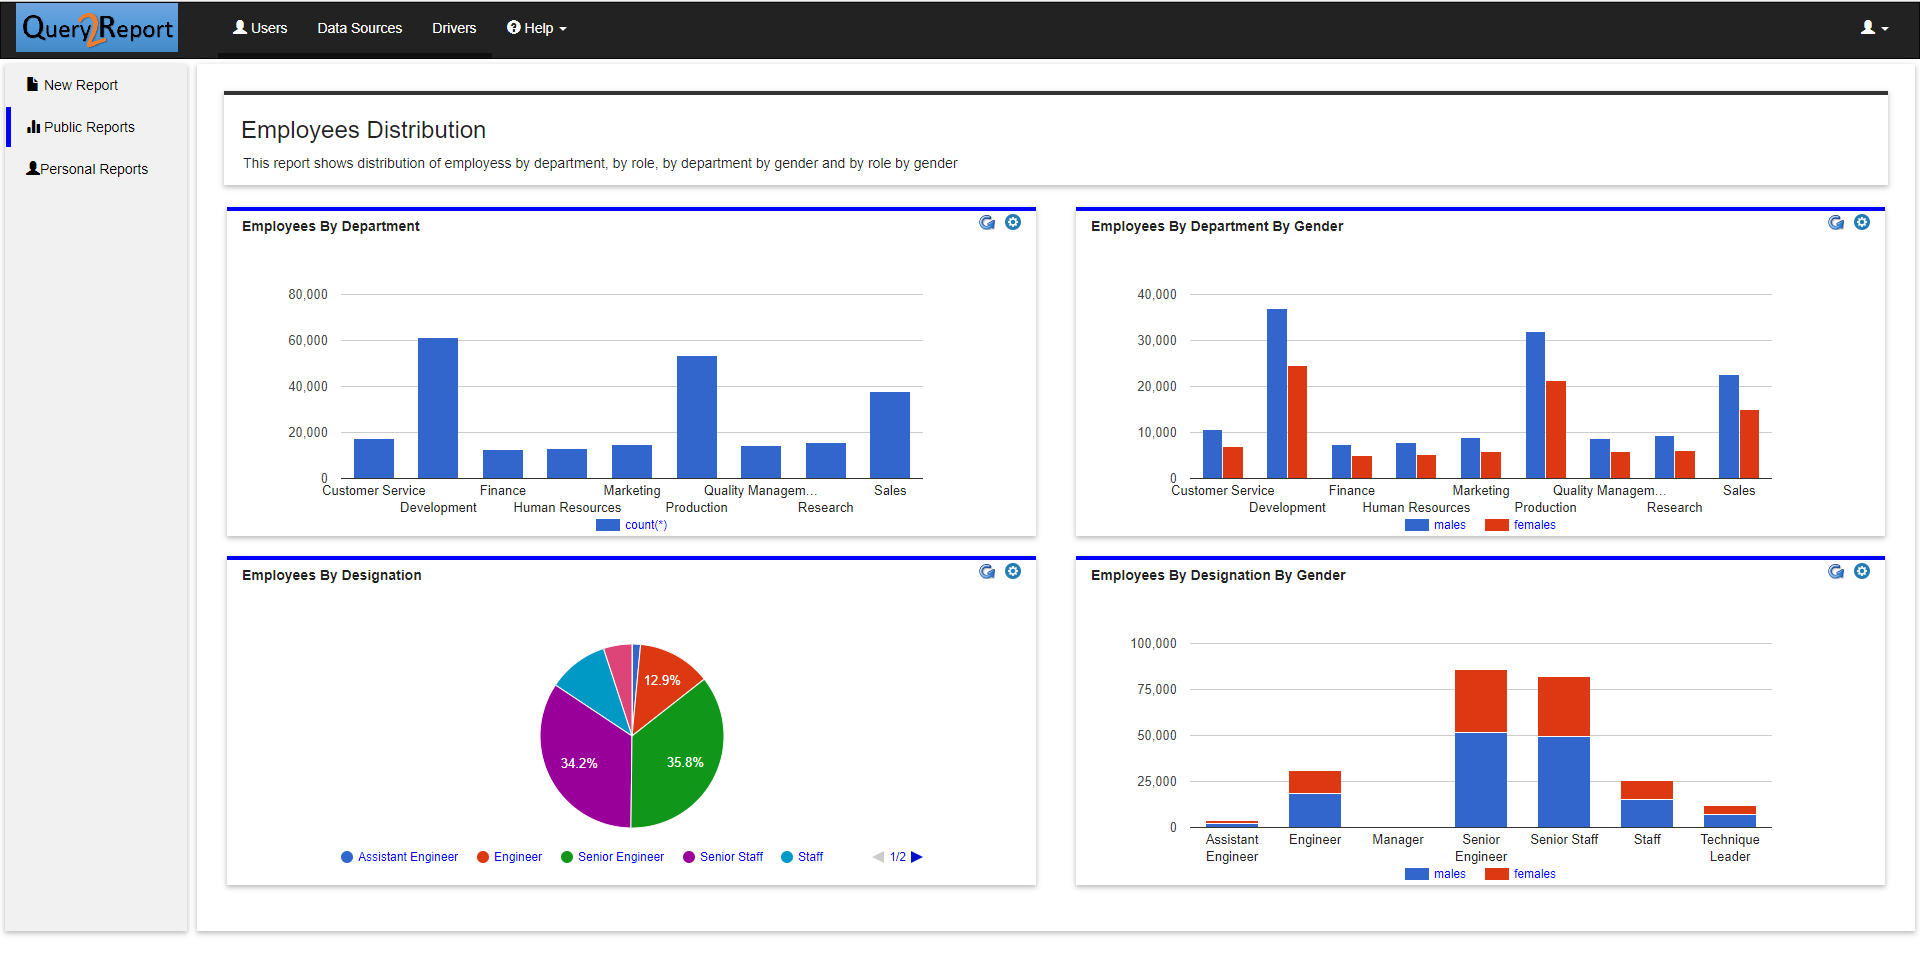 Query2Report
Users Data Sources Drivers Help
New Report
Public Reports
Personal Reports
Employees Distribution
This report shows distribution of employess by department, by role, by department by gender and by role by gender
Employees By Department
80,000
60,000
40,000
20,000
0
Customer Service Finance Marketing Quality Managem... Sales
Development Human Resources Production Research
count(*)
Employees By Department By Gender
40,000
30,000
20,000
10,000
0
Customer Service Finance Marketing Quality Managem... Sales
Development Human Resources Production Research
males females
Employees By Designation
12.9%
34.2% 35.8%
Assistant Engineer Engineer Senior Engineer Senior Staff Staff 1/2
Employees By Designation By Gender
100,000
75,000
50,000
25,000
0
Assistant Engineer Manager Senior Senior Staff Staff Technique
Engineer Engineer Leader
males females